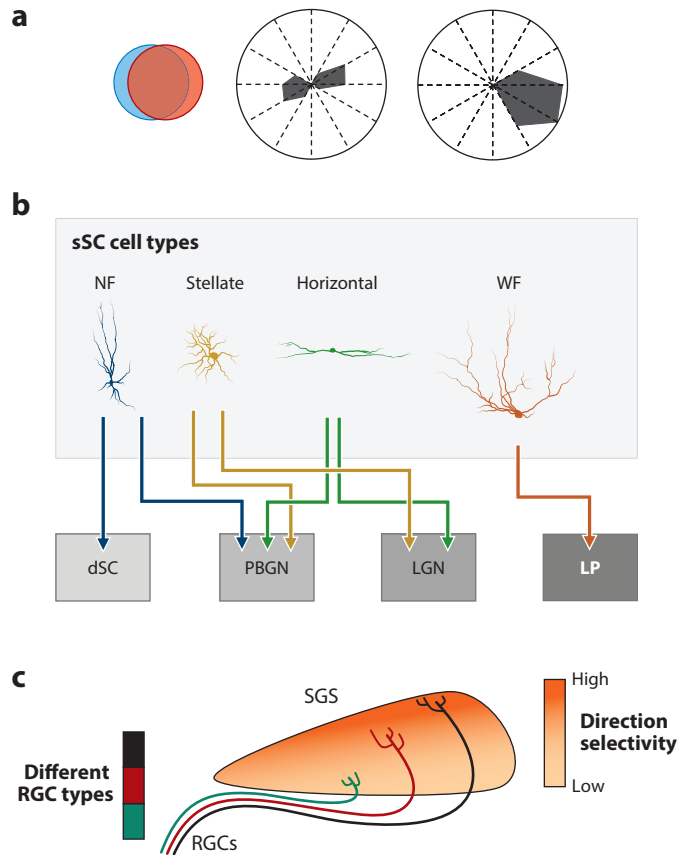 a
b
sSC cell types
NF Stellate Horizontal WF
dSC PBGN LGN LP
c
SGS
High
Direction
selectivity
Low
Different
RGC types
RGCs